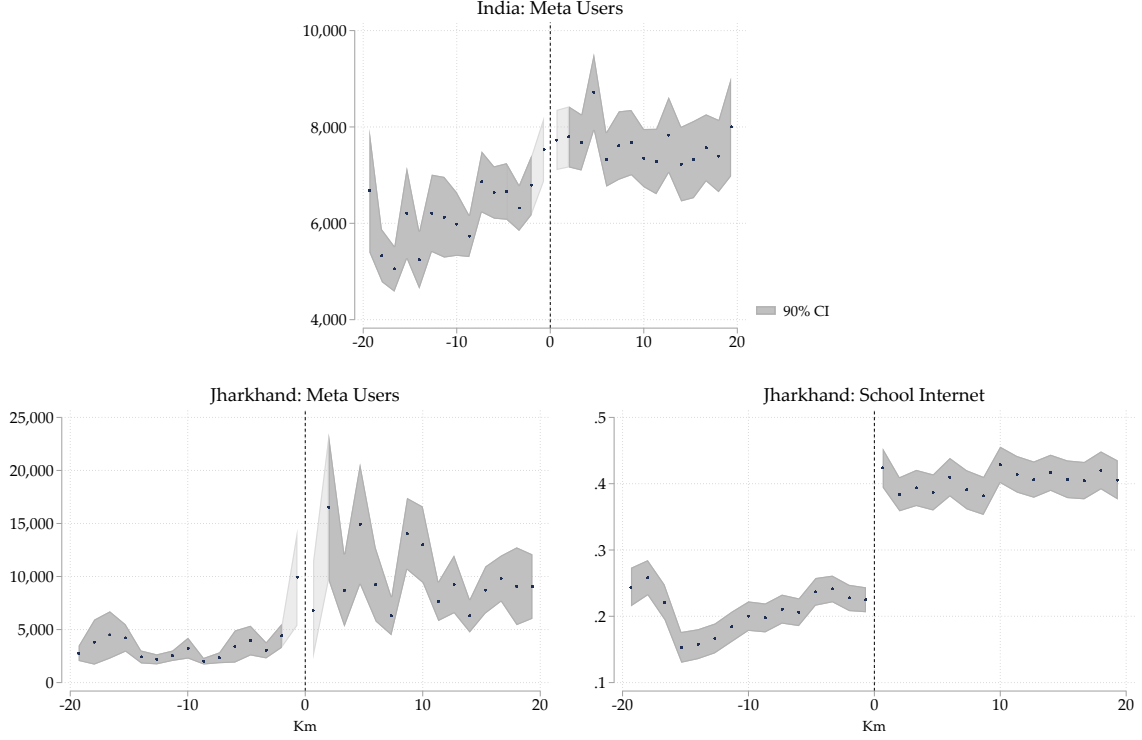 India: Meta Users
10,000
8,000
6,000
4,000
-20 -10 0 10 20
90% CI
Jharkhand: Meta Users
25,000
20,000
15,000
10,000
5,000
0
-20 -10 0 10 20
Km
Jharkhand: School Internet
.5
.4
.3
.2
.1
-20 -10 0 10 20
Km